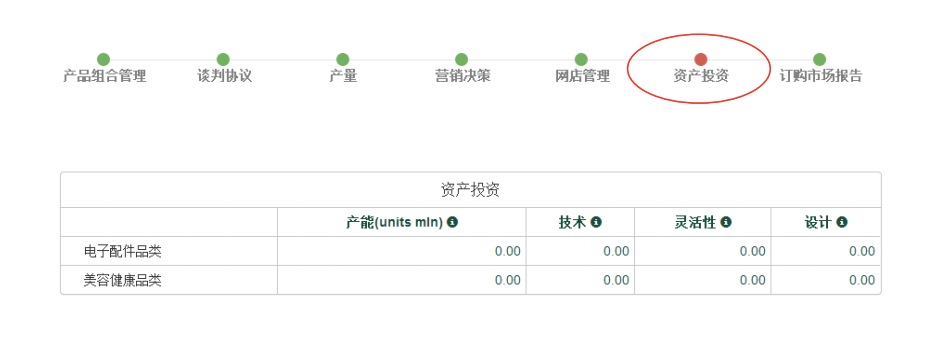 产品组合管理 谈判协议 产量 营销决策 网店管理 资产投资 订购市场报告
资产投资
产能(units mln) 技术 灵活性 设计
电子配件品类 0.00 0.00 0.00 0.00
美容健康品类 0.00 0.00 0.00 0.00